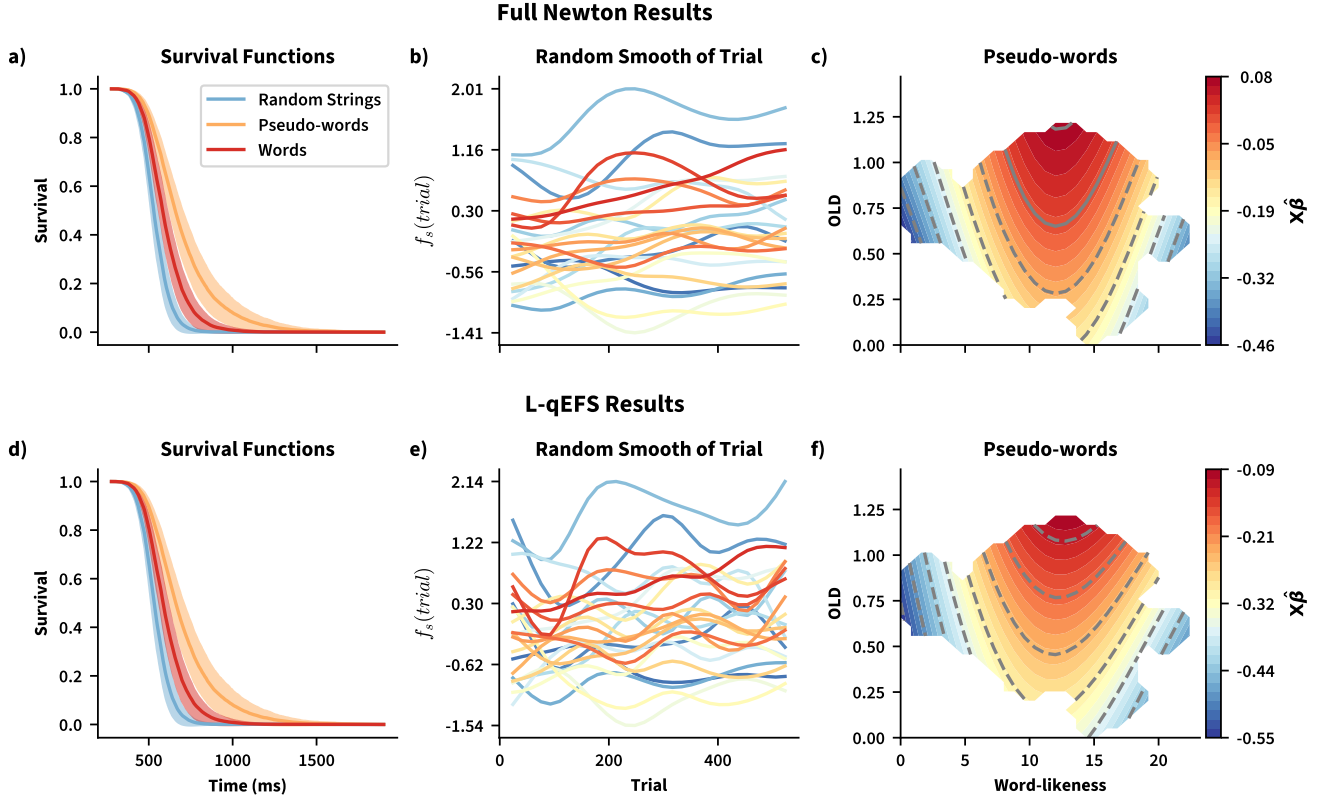 Full Newton Results
a)
Survival Functions
b)
Random Smooth of Trial
c)
Pseudo-words
Survival
1.0
0.8
0.6
0.4
0.2
0.0
Random Strings
Pseudo-words
Words
f_s(trial)
2.01
1.16
0.30
-0.56
-1.41
OLD
1.25
1.00
0.75
0.50
0.25
0.00
0.08
-0.05
-0.19
-0.32
-0.46
Xβ̂
L-qEFS Results
d)
Survival Functions
e)
Random Smooth of Trial
f)
Pseudo-words
Survival
1.0
0.8
0.6
0.4
0.2
0.0
500
1000
1500
Time (ms)
f_s(trial)
2.14
1.22
0.30
-0.62
-1.54
0
200
400
Trial
OLD
1.25
1.00
0.75
0.50
0.25
0.00
0
5
10
15
20
Word-likeness
-0.09
-0.21
-0.32
-0.44
-0.55
Xβ̂